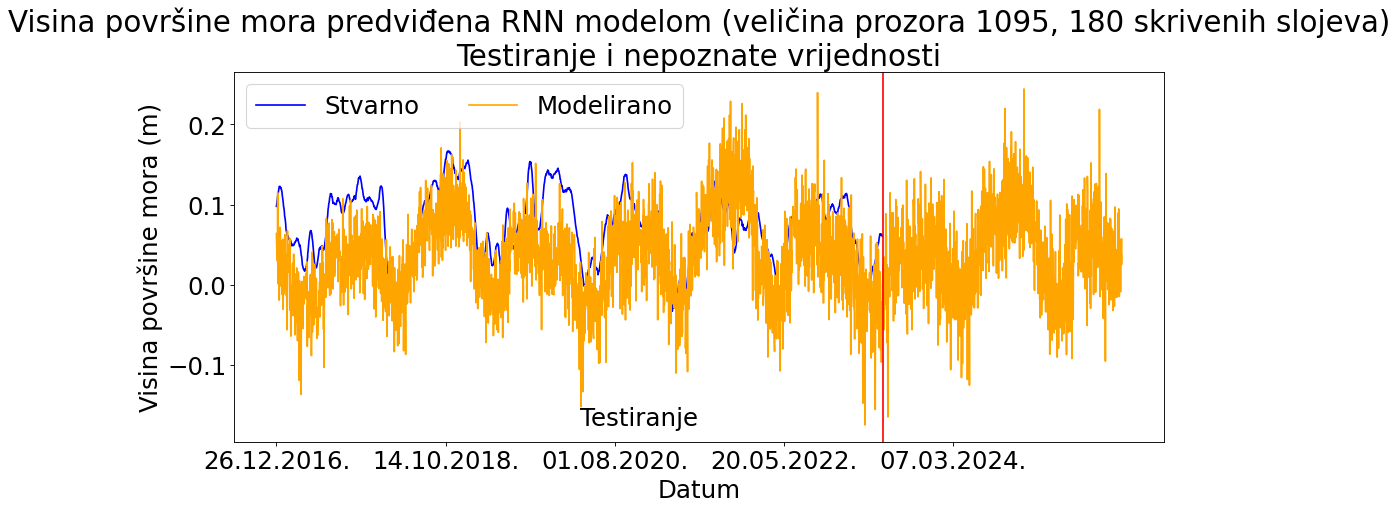 Visina površine mora predviđena RNN modelom (veličina prozora 1095, 180 skrivenih slojeva)
Testiranje i nepoznate vrijednosti
Stvarno
Modelirano
Visina površine mora (m)
0.2
0.1
0.0
−0.1
Testiranje
26.12.2016.
14.10.2018.
01.08.2020.
20.05.2022.
07.03.2024.
Datum